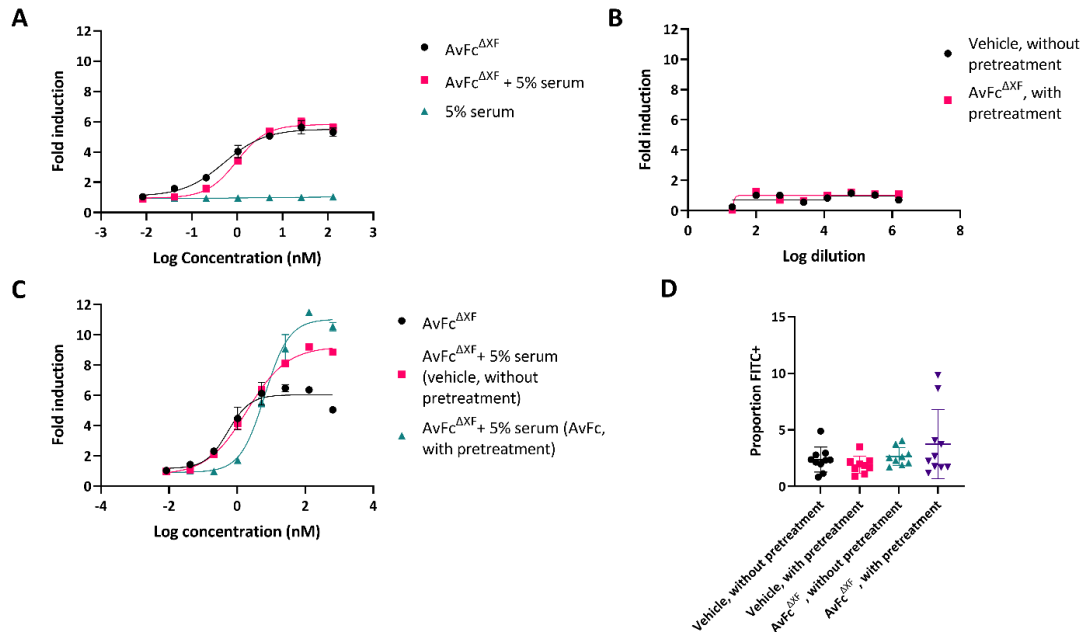 A
12
10
8
6
4
2
0
Fold induction
-3
-2
-1
0
1
2
3
Log Concentration (nM)
AvFc^ΔXF
AvFc^ΔXF + 5% serum
5% serum
B
12
10
8
6
4
2
0
Fold induction
0
2
4
6
8
Log dilution
Vehicle, without
pretreatment
AvFc^ΔXF, with
pretreatment
C
12
10
8
6
4
2
0
Fold induction
-4
-2
0
2
4
Log concentration (nM)
AvFc^ΔXF
AvFc^ΔXF+ 5% serum
(vehicle, without
pretreatment)
AvFc^ΔXF+ 5% serum (AvFc,
with pretreatment)
D
15
10
5
0
Proportion FITC+
Vehicle, without pretreatment
Vehicle, with pretreatment
AvFc^ΔXF, without pretreatment
AvFc^ΔXF, with pretreatment